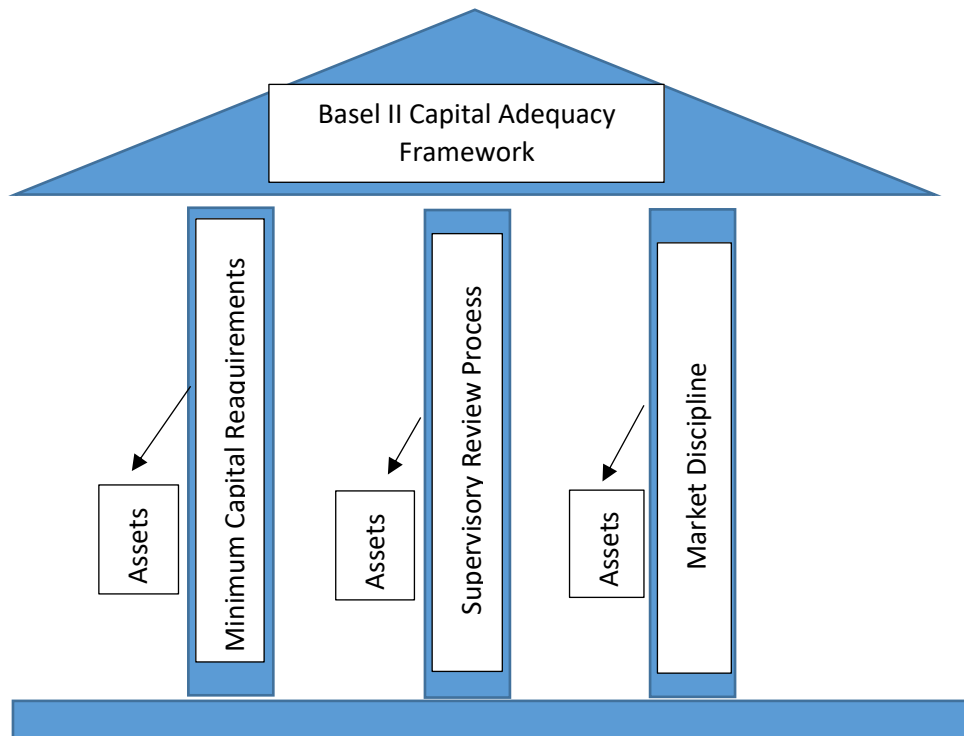 Basel II Capital Adequacy
Framework
Assets
Minimum Capital Reaquirements
Assets
Supervisory Review Process
Assets
Market Discipline